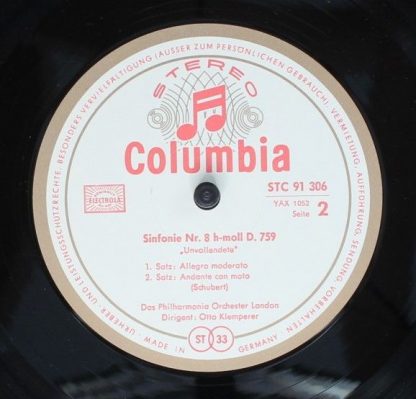 URHEBER- UND LEISTUNGSSCHUTZRECHTE, BESONDERS VERVIELFÄLTIGUNG (AUSSER ZUM PERSÖNLICHEN GEBRAUCH), VERMIETUNG, AUFFÜHRUNG, SENDUNG, VORBEHALTEN ·
STEREO
Columbia
STC 91 306
YAX 1052
Seite 2
ELECTROLA
Sinfonie Nr. 8 h-moll D. 759
„Unvollendete"
1. Satz: Allegro moderato
2. Satz: Andante con moto
(Schubert)
Das Philharmonia Orchester London
Dirigent: Otto Klemperer
MADE IN GERMANY
ST 33